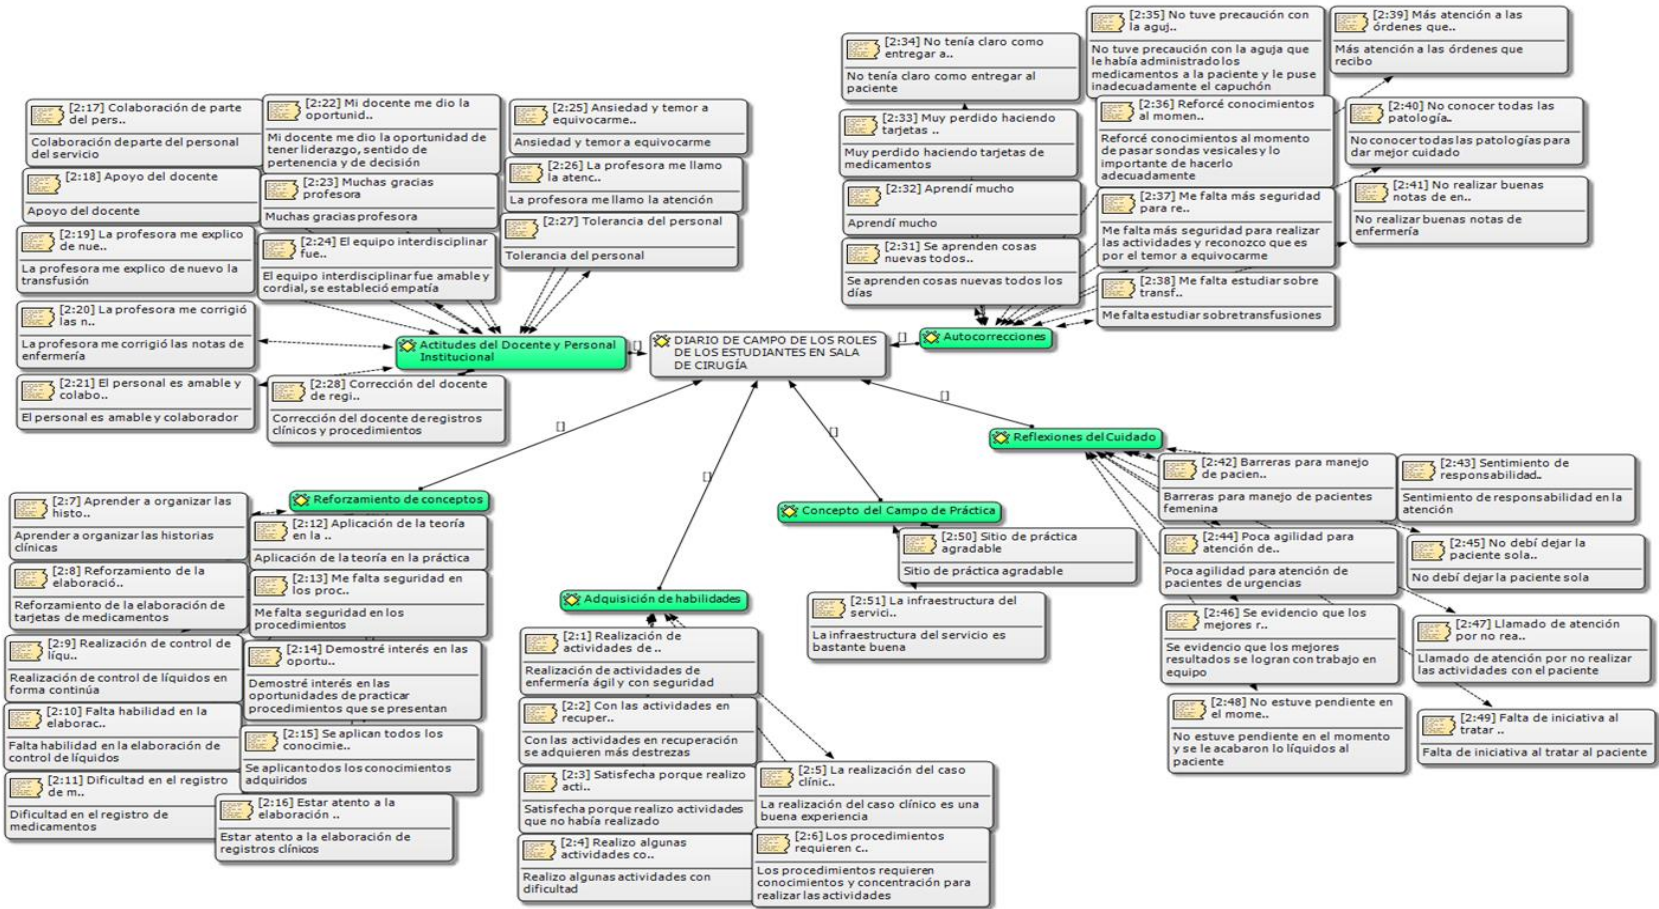 [2:17] Colaboración de parte
del pers..
Colaboración departe del personal
del servicio
[2:18] Apoyo del docente
Apoyo del docente
[2:19] La profesora me explico
de nue..
La profesora me explico de nuevo la
transfusión
[2:20] La profesora me corrigió
las n..
La profesora me corrigió las notas de
enfermería
[2:21] El personal es amable y
colabo..
El personal es amable y colaborador
[2:22] Mi docente me dio la
oportunid..
Mi docente me dio la oportunidad de
tener liderazgo, sentido de
pertenencia y de decisión
[2:23] Muchas gracias
profesora
Muchas gracias profesora
[2:24] El equipo interdisciplinar
fue..
El equipo interdisciplinar fue amable y
cordial, se estableció empatía
[2:25] Ansiedad y temor a
equivocarme..
Ansiedad y temor a equivocarme
[2:26] La profesora me llamo
la atenc..
La profesora me llamo la atención
[2:27] Tolerancia del personal
Tolerancia del personal
[2:28] Corrección del docente
de regi..
Corrección del docente deregistros
clínicos y procedimientos
Actitudes del Docente y Personal
Institucional
[]
DIARIO DE CAMPO DE LOS ROLES
DE LOS ESTUDIANTES EN SALA
DE CIRUGÍA
[]
Autocorrecciones
[2:34] No tenía claro como
entregar a..
No tenía claro como entregar al
paciente
[2:33] Muy perdido haciendo
tarjetas ..
Muy perdido haciendo tarjetas de
medicamentos
[2:32] Aprendí mucho
Aprendí mucho
[2:31] Se aprenden cosas
nuevas todos..
Se aprenden cosas nuevas todos los
días
[2:35] No tuve precaución con
la aguj..
No tuve precaución con la aguja que
le había administrado los
medicamentos a la paciente y le puse
inadecuadamente el capuchón
[2:36] Reforcé conocimientos
al momen..
Reforcé conocimientos al momento
de pasar sondas vesicales y lo
importante de hacerlo
adecuadamente
[2:37] Me falta más seguridad
para re..
Me falta más seguridad para realizar
las actividades y reconozco que es
por el temor a equivocarme
[2:38] Me falta estudiar sobre
transf..
Me falta estudiar sobre transfusiones
[2:39] Más atención a las
órdenes que..
Más atención a las órdenes que
recibo
[2:40] No conocer todas las
patología..
No conocer todas las patologías para
dar mejor cuidado
[2:41] No realizar buenas
notas de en..
No realizar buenas notas de
enfermería
[]
[]
[]
[]
Reforzamiento de conceptos
[2:7] Aprender a organizar las
histo..
Aprender a organizar las historias
clínicas
[2:8] Reforzamiento de la
elaboració..
Reforzamiento de la elaboración de
tarjetas de medicamentos
[2:9] Realización de control de
líqu..
Realización de control de líquidos en
forma continúa
[2:10] Falta habilidad en la
elaborac..
Falta habilidad en la elaboración de
control de líquidos
[2:11] Dificultad en el registro
de m..
Dificultad en el registro de
medicamentos
[2:12] Aplicación de la teoría
en la ..
Aplicación de la teoría en la práctica
[2:13] Me falta seguridad en
los proc..
Me falta seguridad en los
procedimientos
[2:14] Demostré interés en las
oportu..
Demostré interés en las
oportunidades de practicar
procedimientos que se presentan
[2:15] Se aplican todos los
conocimie..
Se aplican todos los conocimientos
adquiridos
[2:16] Estar atento a la
elaboración ..
Estar atento a la elaboración de
registros clínicos
Adquisición de habilidades
[2:1] Realización de
actividades de ..
Realización de actividades de
enfermería ágil y con seguridad
[2:2] Con las actividades en
recuper..
Con las actividades en recuperación
se adquieren más destrezas
[2:3] Satisfecha porque realizo
acti..
Satisfecha porque realizo actividades
que no había realizado
[2:4] Realizo algunas
actividades co..
Realizo algunas actividades con
dificultad
[2:5] La realización del caso
clínic..
La realización del caso clínico es una
buena experiencia
[2:6] Los procedimientos
requieren c..
Los procedimientos requieren
conocimientos y concentración para
realizar las actividades
Concepto del Campo de Práctica
[2:50] Sitio de práctica
agradable
Sitio de práctica agradable
[2:51] La infraestructura del
servici..
La infraestructura del servicio es
bastante buena
Reflexiones del Cuidado
[2:42] Barreras para manejo
de pacien..
Barreras para manejo de pacientes
femenina
[2:43] Sentimiento de
responsabilidad..
Sentimiento de responsabilidad en la
atención
[2:44] Poca agilidad para
atención de..
Poca agilidad para atención de
pacientes de urgencias
[2:45] No debí dejar la
paciente sola..
No debí dejar la paciente sola
[2:46] Se evidencio que los
mejores r..
Se evidencio que los mejores
resultados se logran con trabajo en
equipo
[2:47] Llamado de atención
por no rea..
Llamado de atención por no realizar
las actividades con el paciente
[2:48] No estuve pendiente en
el mome..
No estuve pendiente en el momento
y se le acabaron lo líquidos al
paciente
[2:49] Falta de iniciativa al
tratar ..
Falta de iniciativa al tratar al paciente